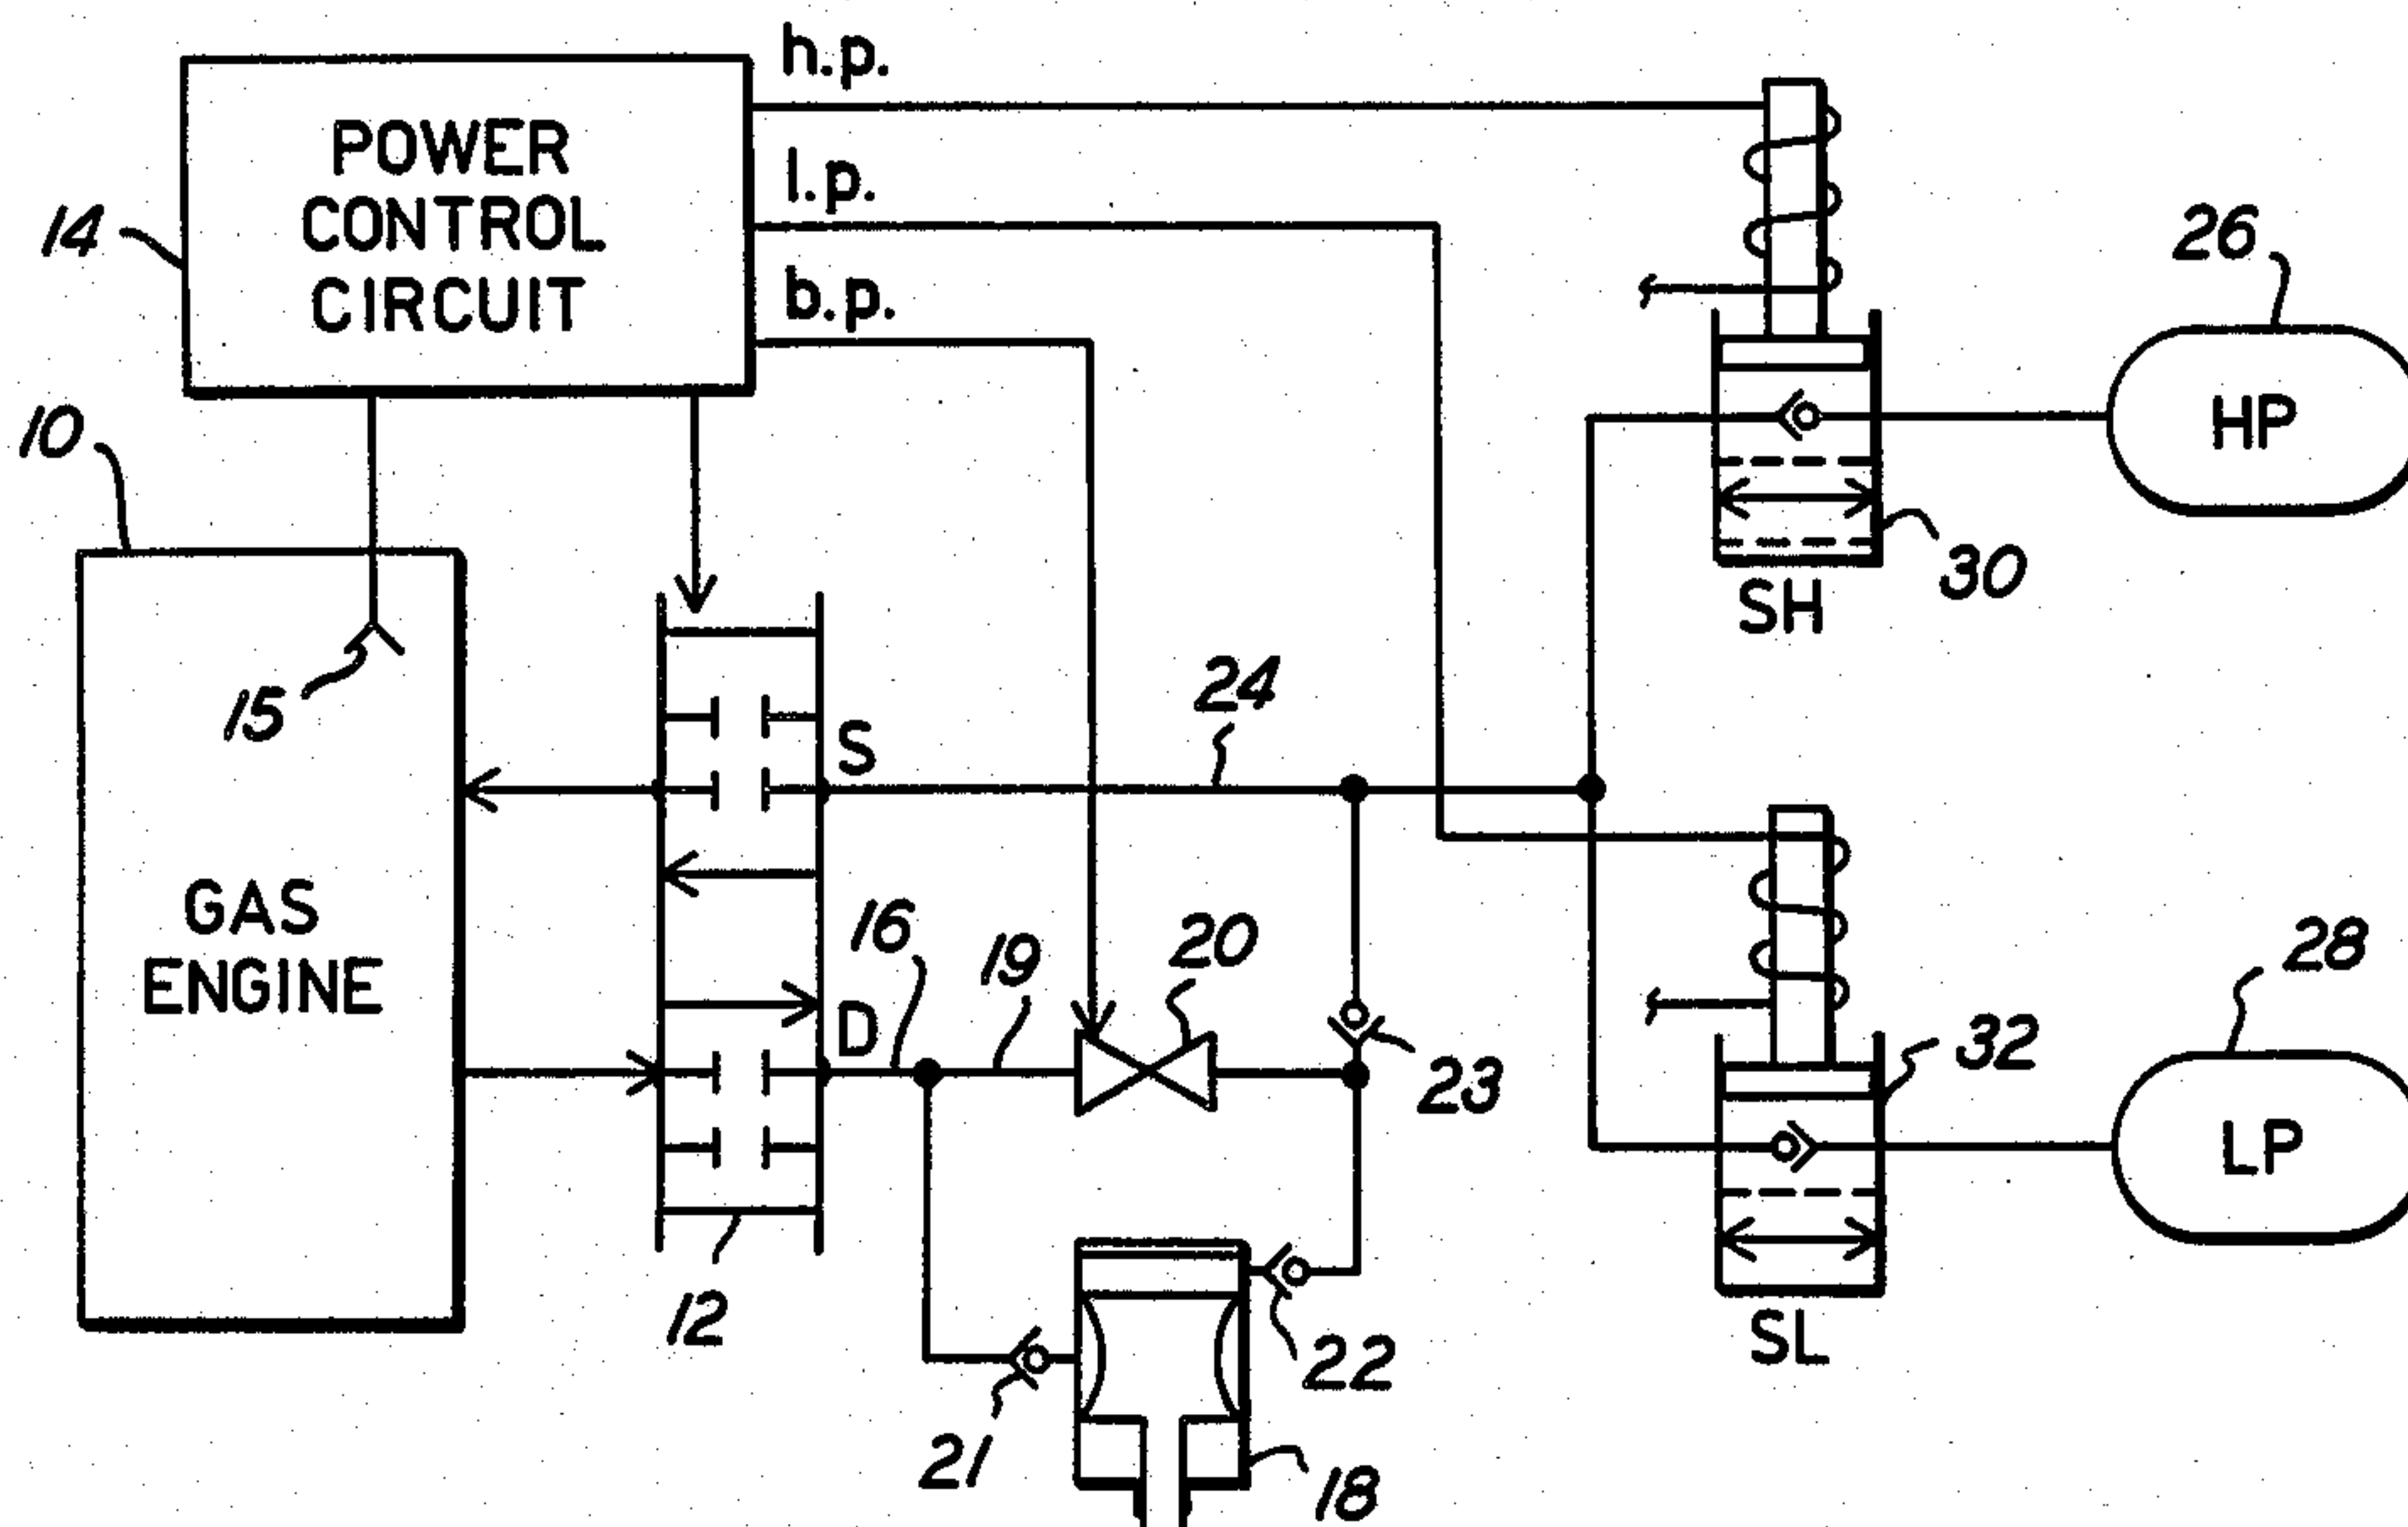 h.p.
POWER
CONTROL
CIRCUIT
l.p.
b.p.
14
26
HP
10
30
SH
15
24
S
GAS
ENGINE
16
19
20
D
23
28
32
LP
12
22
SL
21
18